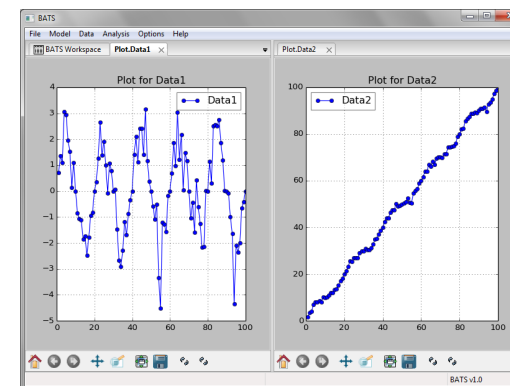 BATS
File Model Data Analysis Options Help
BATS Workspace Plot.Data1 Plot.Data2
Plot for Data1
4
3
2
1
0
−1
−2
−3
−4
−5
0 20 40 60 80 100
Data1
Plot for Data2
100
80
60
40
20
0
0 20 40 60 80 100
Data2
BATS v1.0